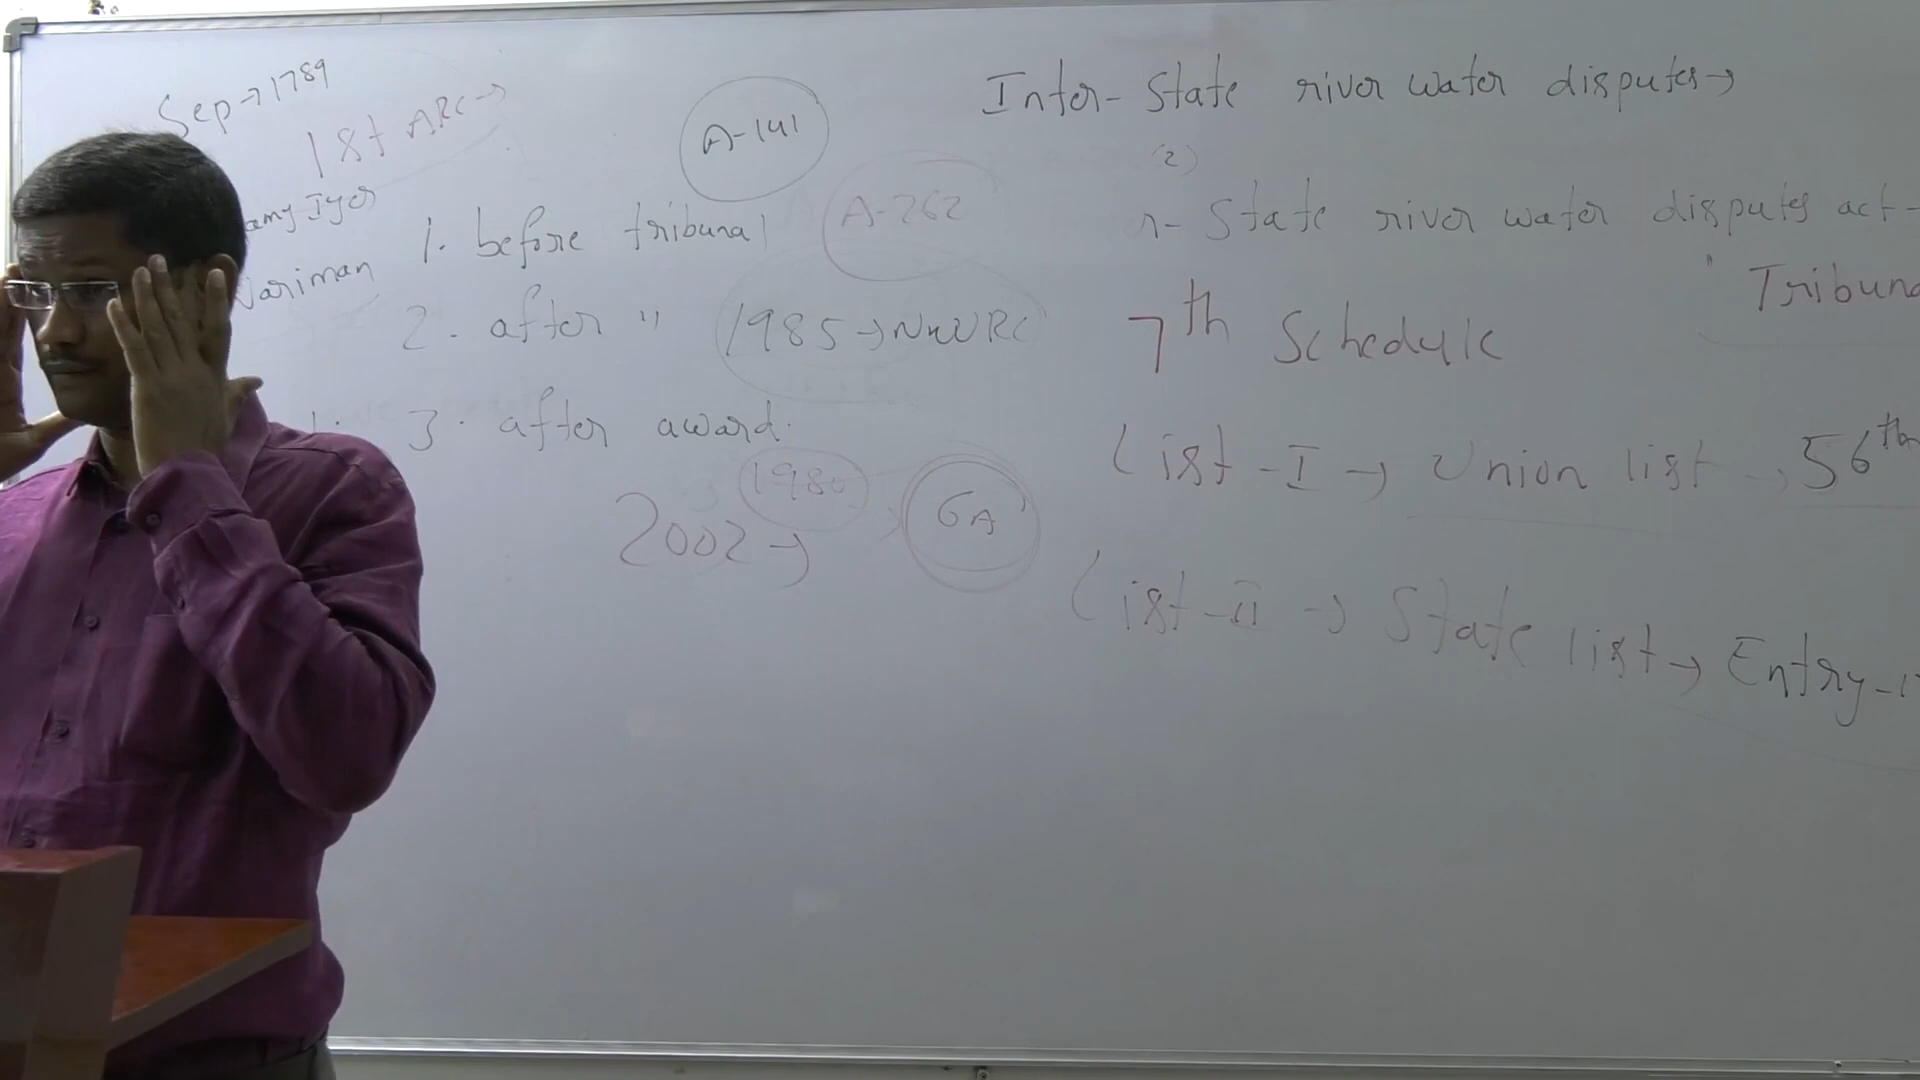 Sep→1789
1st ARC→
amy Iyer
Nariman
A-141
A-262
1. before tribunal
2. after "
1985→NWRC
3. after award.
1980
2002→
GA
Inter-State river water disputes→
(2)
r-State river water disputes act-
Tribuna
7th Schedule
List-I→ Union list → 56th
List-II → State list→ Entry-17